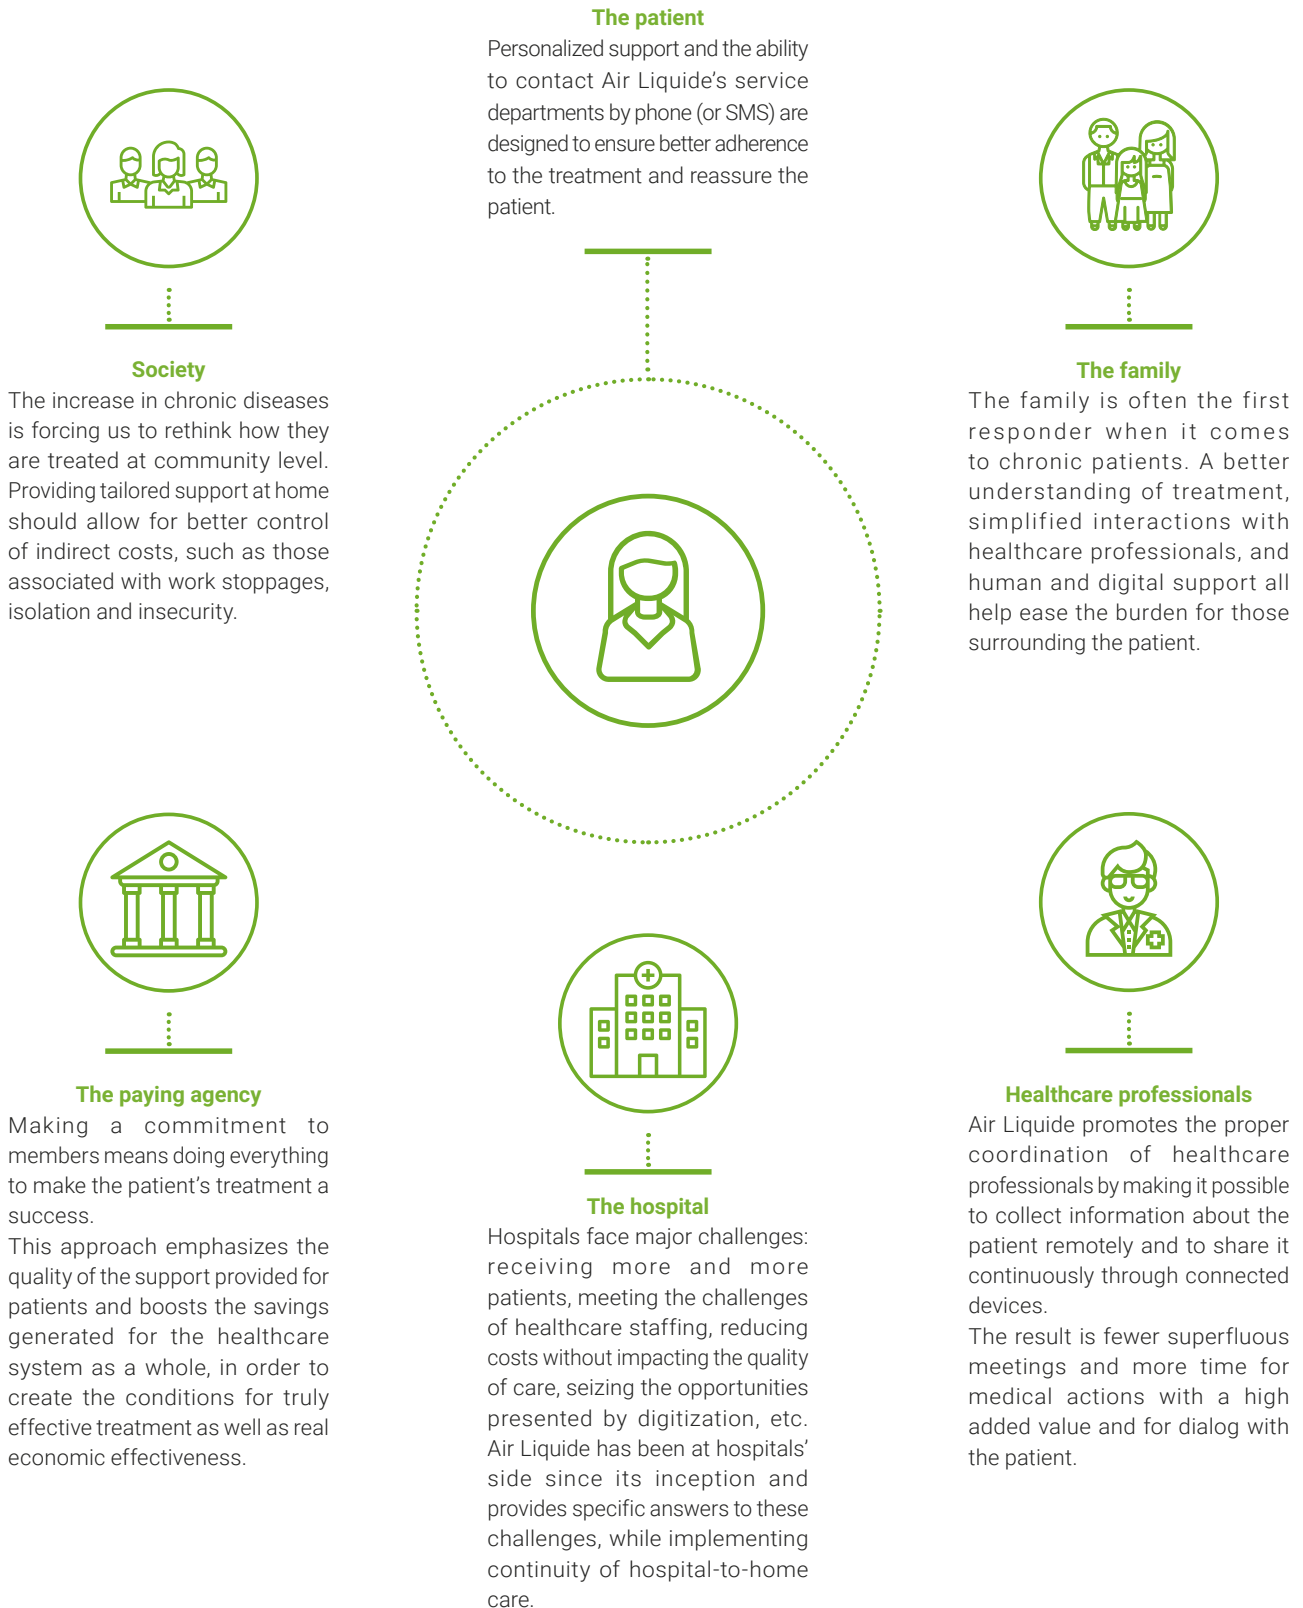 The patient
Personalized support and the ability
to contact Air Liquide’s service
departments by phone (or SMS) are
designed to ensure better adherence
to the treatment and reassure the
patient.
Society
The increase in chronic diseases
is forcing us to rethink how they
are treated at community level.
Providing tailored support at home
should allow for better control
of indirect costs, such as those
associated with work stoppages,
isolation and insecurity.
The family
The family is often the first
responder when it comes
to chronic patients. A better
understanding of treatment,
simplified interactions with
healthcare professionals, and
human and digital support all
help ease the burden for those
surrounding the patient.
The paying agency
Making a commitment to
members means doing everything
to make the patient’s treatment a
success.
This approach emphasizes the
quality of the support provided for
patients and boosts the savings
generated for the healthcare
system as a whole, in order to
create the conditions for truly
effective treatment as well as real
economic effectiveness.
The hospital
Hospitals face major challenges:
receiving more and more
patients, meeting the challenges
of healthcare staffing, reducing
costs without impacting the quality
of care, seizing the opportunities
presented by digitization, etc.
Air Liquide has been at hospitals’
side since its inception and
provides specific answers to these
challenges, while implementing
continuity of hospital-to-home
care.
Healthcare professionals
Air Liquide promotes the proper
coordination of healthcare
professionals by making it possible
to collect information about the
patient remotely and to share it
continuously through connected
devices.
The result is fewer superfluous
meetings and more time for
medical actions with a high
added value and for dialog with
the patient.